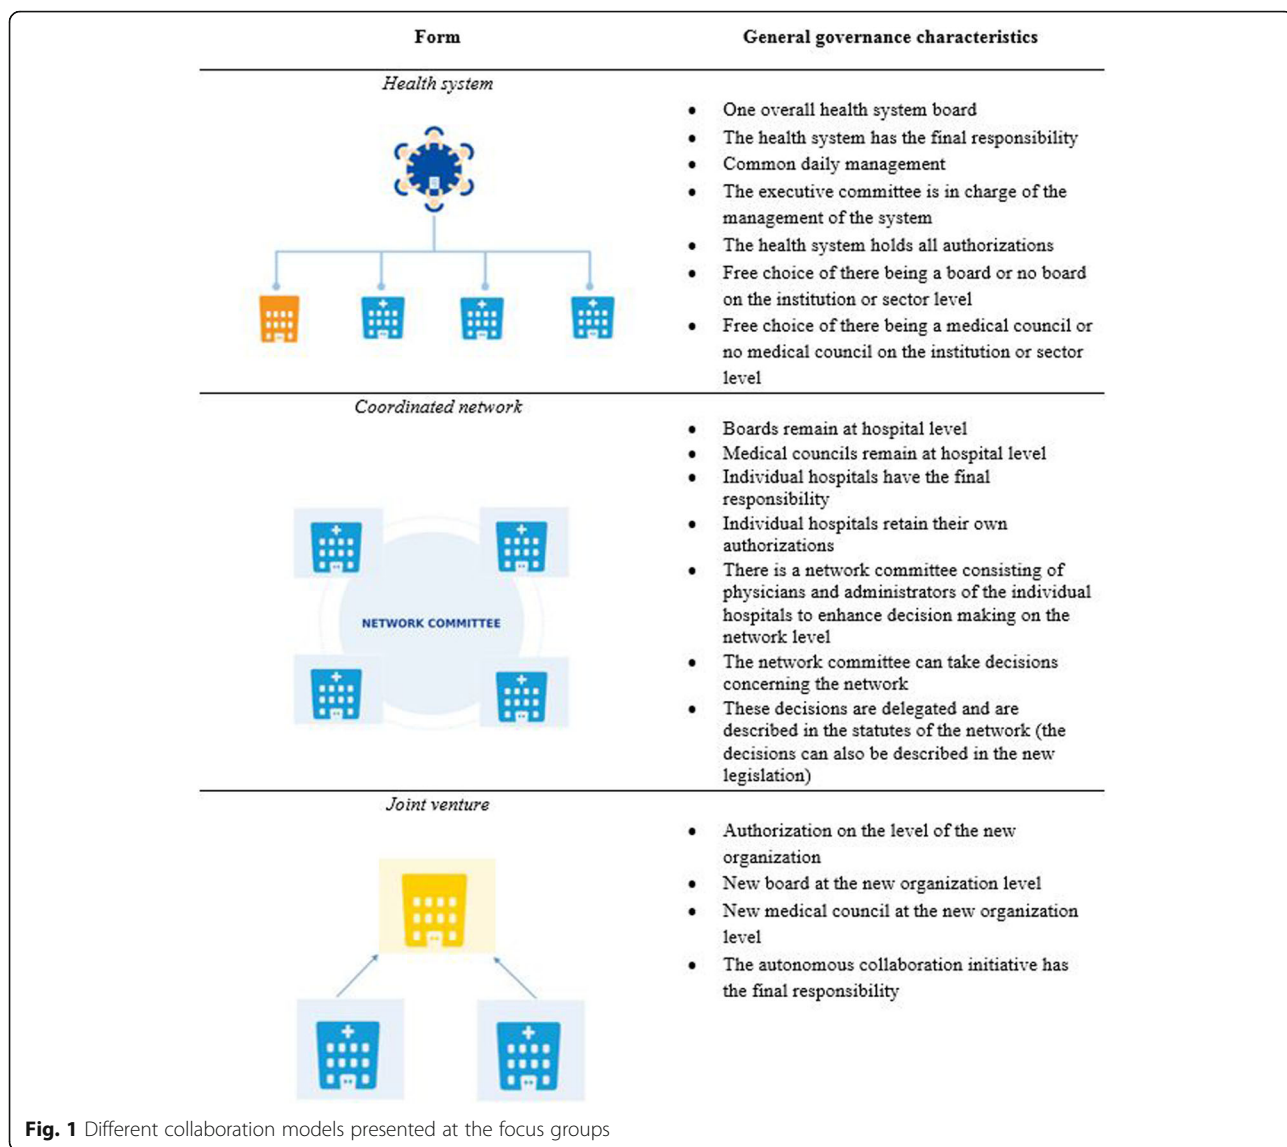 Form
General governance characteristics
Health system
• One overall health system board
• The health system has the final responsibility
• Common daily management
• The executive committee is in charge of the
management of the system
• The health system holds all authorizations
• Free choice of there being a board or no board
on the institution or sector level
• Free choice of there being a medical council or
no medical council on the institution or sector
level
Coordinated network
NETWORK COMMITTEE
• Boards remain at hospital level
• Medical councils remain at hospital level
• Individual hospitals have the final
responsibility
• Individual hospitals retain their own
authorizations
• There is a network committee consisting of
physicians and administrators of the individual
hospitals to enhance decision making on the
network level
• The network committee can take decisions
concerning the network
• These decisions are delegated and are
described in the statutes of the network (the
decisions can also be described in the new
legislation)
Joint venture
• Authorization on the level of the new
organization
• New board at the new organization level
• New medical council at the new organization
level
• The autonomous collaboration initiative has
the final responsibility
Fig. 1 Different collaboration models presented at the focus groups